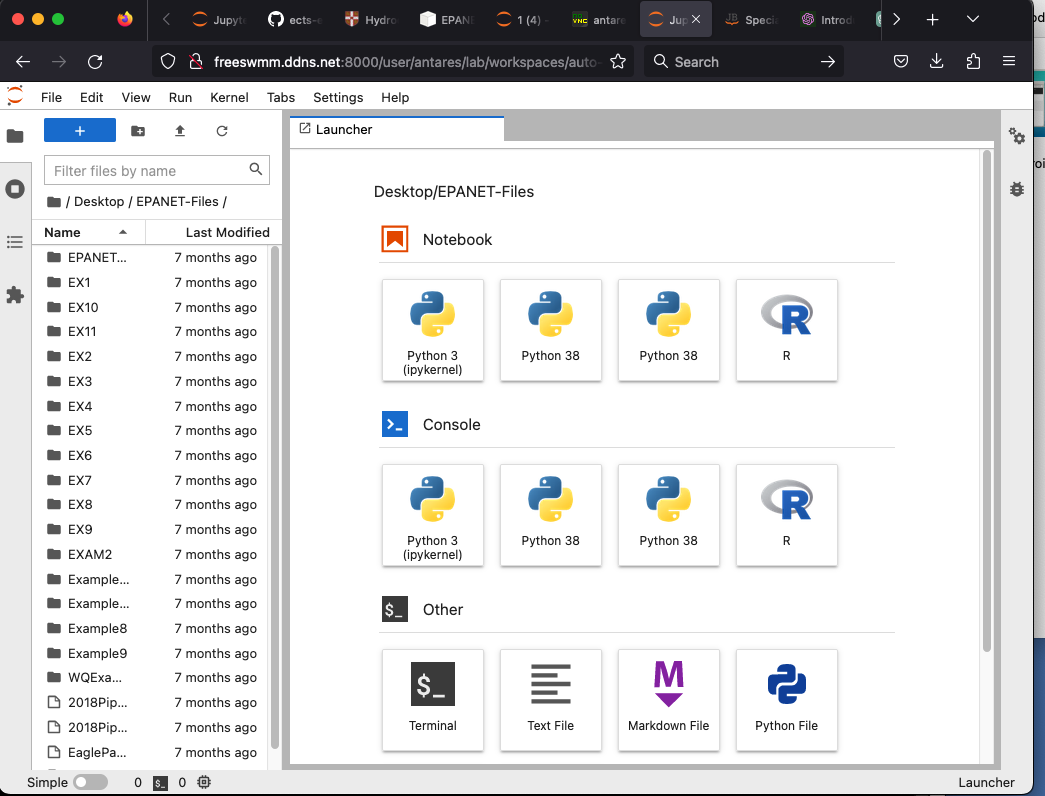 Jupyte
ects-e
Hydro
EPANE
1 (4) -
VNC antare
Jup
JB Specia
Introd
freeswmm.ddns.net:8000/user/antares/lab/workspaces/auto-
Search
File Edit View Run Kernel Tabs Settings Help
Launcher
Filter files by name
/ Desktop / EPANET-Files /
Name Last Modified
EPANET... 7 months ago
EX1 7 months ago
EX10 7 months ago
EX11 7 months ago
EX2 7 months ago
EX3 7 months ago
EX4 7 months ago
EX5 7 months ago
EX6 7 months ago
EX7 7 months ago
EX8 7 months ago
EX9 7 months ago
EXAM2 7 months ago
Example... 7 months ago
Example... 7 months ago
Example8 7 months ago
Example9 7 months ago
WQExa... 7 months ago
2018Pip... 7 months ago
2018Pip... 7 months ago
EaglePa... 7 months ago
Desktop/EPANET-Files
Notebook
Python 3
(ipykernel)
Python 38
Python 38
R
Console
Python 3
(ipykernel)
Python 38
Python 38
R
$_ Other
$_
Terminal
Text File
M
Markdown File
Python File
Simple 0 $_ 0
Launcher